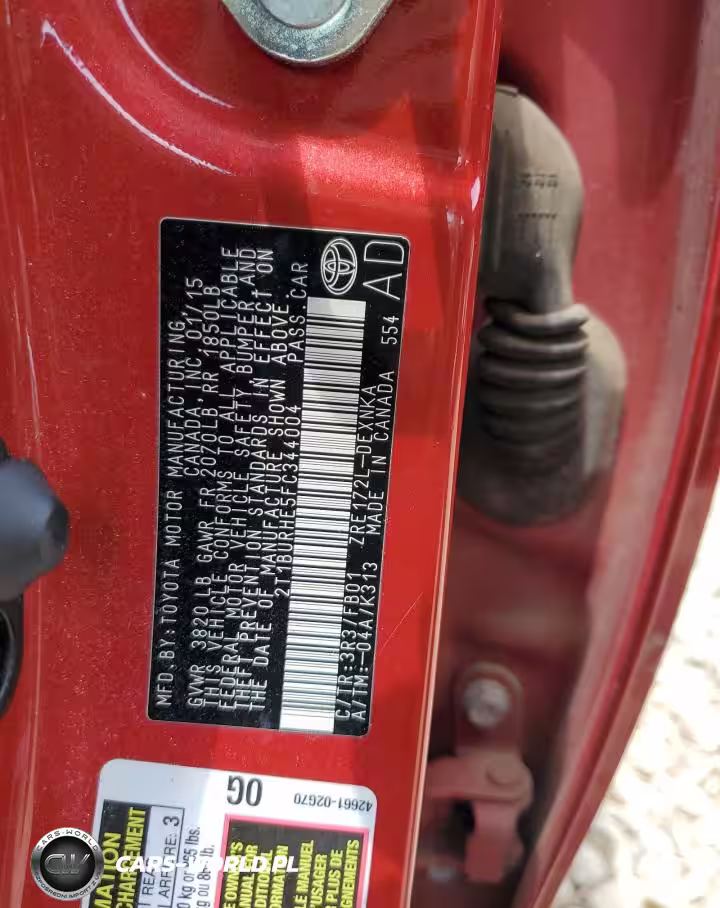 MFD.BY:TOYOTA MOTOR MANUFACTURING,
CANADA, INC 01/15
GVWR 3820 LB GAWR FR 2070LB RR 1850LB
THIS VEHICLE CONFORMS TO ALL APPLICABLE
FEDERAL MOTOR VEHICLE SAFETY, BUMPER AND
THEFT PREVENTION STANDARDS IN EFFECT ON
THE DATE OF MANUFACTURE SHOWN ABOVE.
2T1BURHE5FC344004 PASS.CAR
C/TR:3R3/FB01 ZRE172L-DEXNKA
A/TM:-04A/K313 MADE IN CANADA 554
AD
OG
42661-02G70
CARS-WORLD.PL